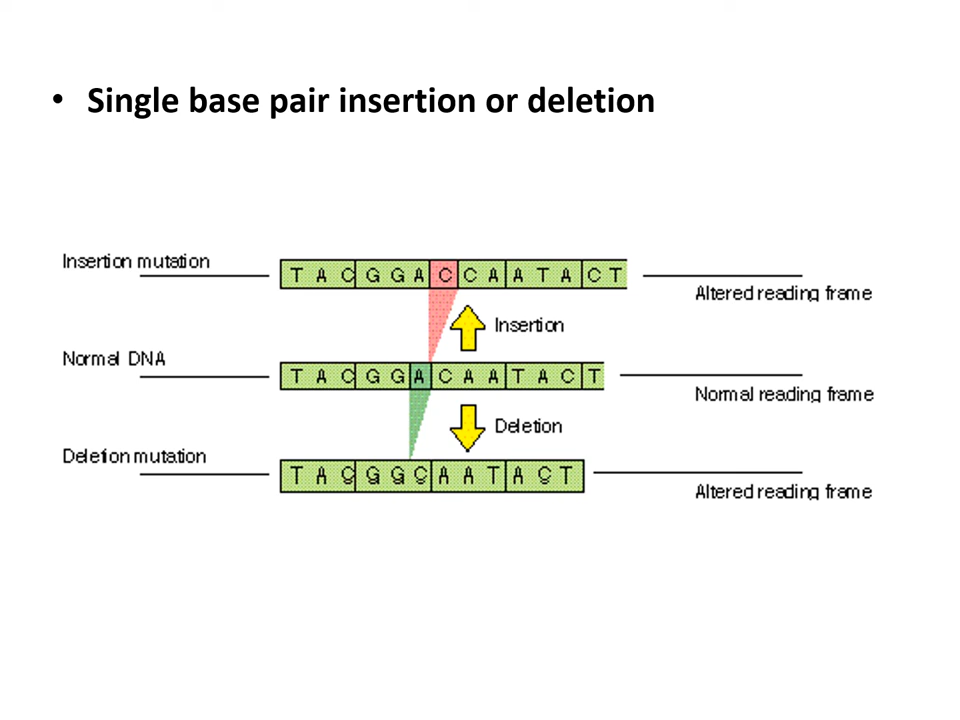 • Single base pair insertion or deletion
Insertion mutation
T A C G G A C C A A T A C T
Altered reading frame
Insertion
Normal DNA
T A C G G A C A A T A C T
Normal reading frame
Deletion
Deletion mutation
T A C G G C A A T A C T
Altered reading frame